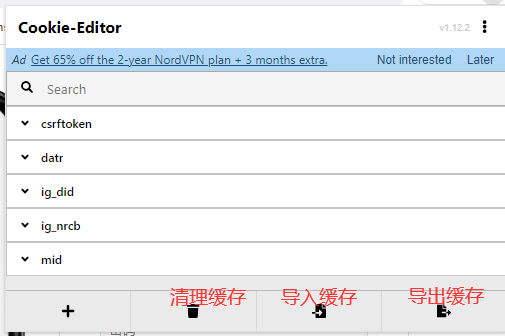 Cookie-Editor
v1.12.2
Ad Get 65% off the 2-year NordVPN plan + 3 months extra.
Not interested
Later
Search
csrftoken
datr
ig_did
ig_nrcb
mid
清理缓存
导入缓存
导出缓存